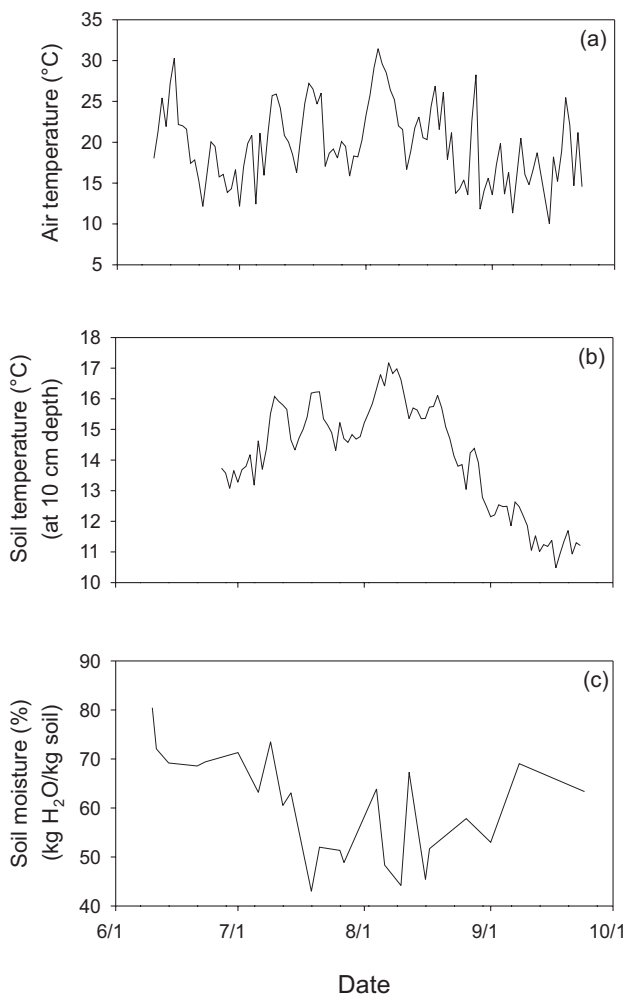 (a)
30
25
20
15
10
5
Air temperature (°C)
(b)
18
17
16
15
14
13
12
11
10
Soil temperature (°C)
(at 10 cm depth)
(c)
90
80
70
60
50
40
Soil moisture (%)
(kg H₂O/kg soil)
6/1 7/1 8/1 9/1 10/1
Date